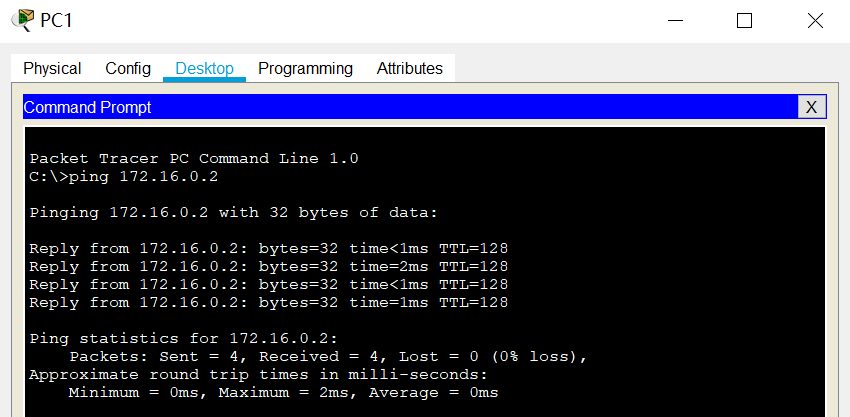 PC1
Physical Config Desktop Programming Attributes
Command Prompt X
Packet Tracer PC Command Line 1.0
C:\>ping 172.16.0.2
Pinging 172.16.0.2 with 32 bytes of data:
Reply from 172.16.0.2: bytes=32 time<1ms TTL=128
Reply from 172.16.0.2: bytes=32 time=2ms TTL=128
Reply from 172.16.0.2: bytes=32 time<1ms TTL=128
Reply from 172.16.0.2: bytes=32 time=1ms TTL=128
Ping statistics for 172.16.0.2:
Packets: Sent = 4, Received = 4, Lost = 0 (0% loss),
Approximate round trip times in milli-seconds:
Minimum = 0ms, Maximum = 2ms, Average = 0ms